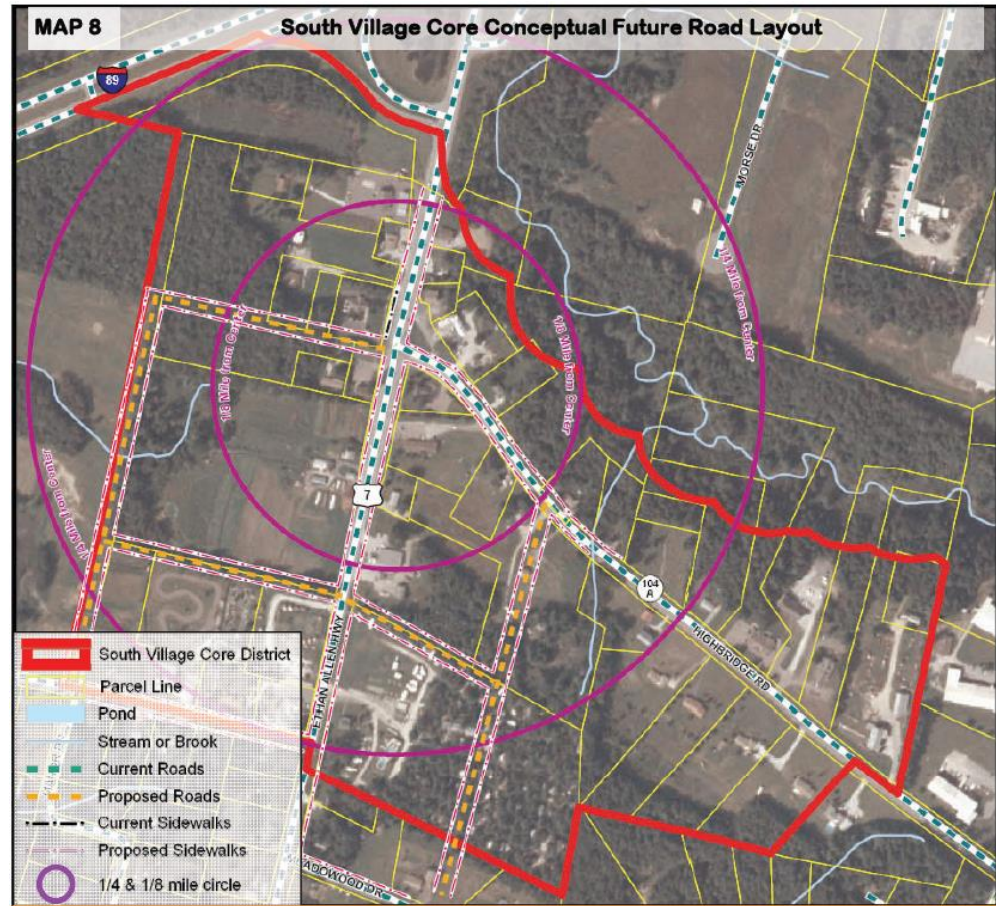 MAP 8
South Village Core Conceptual Future Road Layout
89
MORSE DR
1/4 Mile from Center
1/8 Mile from Center
1/8 Mile from Center
1/4 Mile from Center
7
104
A
HIGHBRIDGE RD
ETHAN ALLEN HWY
South Village Core District
Parcel Line
Pond
Stream or Brook
Current Roads
Proposed Roads
Current Sidewalks
Proposed Sidewalks
1/4 & 1/8 mile circle